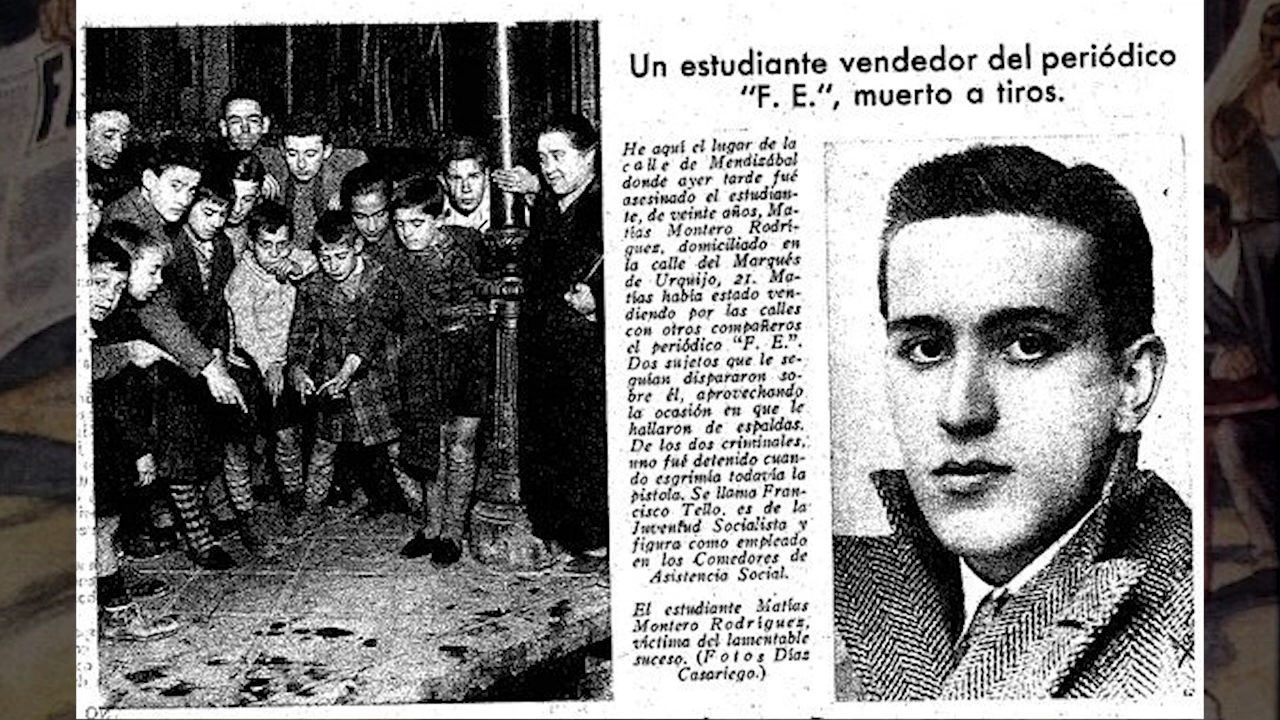 Un estudiante vendedor del periódico
"F. E.", muerto a tiros.
He aquí el lugar de la
calle de Mendizábal
donde ayer tarde fué
asesinado el estudian-
te, de veinte años, Ma-
tías Montero Rodrí-
guez, domiciliado en
la calle del Marqués
de Urquijo, 21. Ma-
tías había estado ven-
diendo por las calles
con otros compañeros
el periódico "F. E.".
Dos sujetos que le se-
guían dispararon so-
bre él, aprovechando
la ocasión en que le
hallaron de espaldas.
De los dos criminales,
uno fué detenido cuan-
do esgrimía todavía la
pistola. Se llama Fran-
cisco Tello, es de la
Juventud Socialista y
figura como empleado
en los Comedores de
Asistencia Social.
El estudiante Matías
Montero Rodríguez,
víctima del lamentable
suceso. (Fotos Díaz
Casariego.)